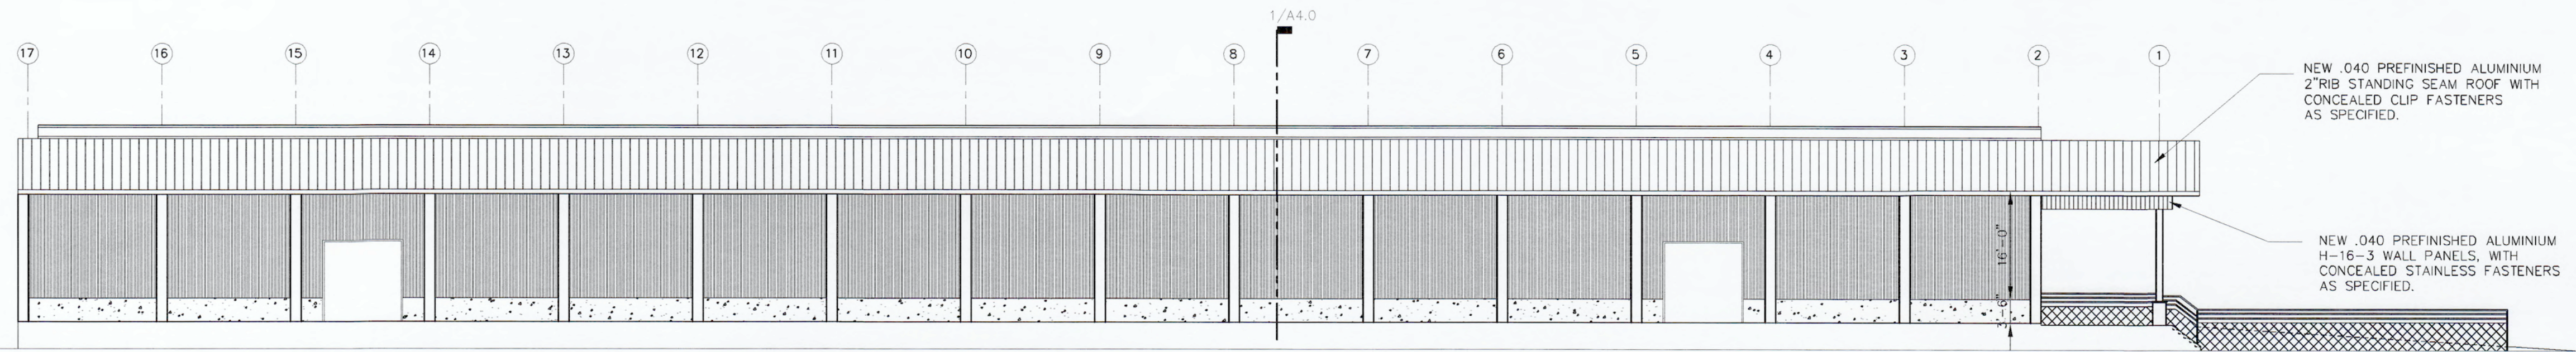 1/A4.0
17 16 15 14 13 12 11 10 9 8 7 6 5 4 3 2 1
NEW .040 PREFINISHED ALUMINIUM
2"RIB STANDING SEAM ROOF WITH
CONCEALED CLIP FASTENERS
AS SPECIFIED.
16'-0"
3'-6"
NEW .040 PREFINISHED ALUMINIUM
H-16-3 WALL PANELS, WITH
CONCEALED STAINLESS FASTENERS
AS SPECIFIED.